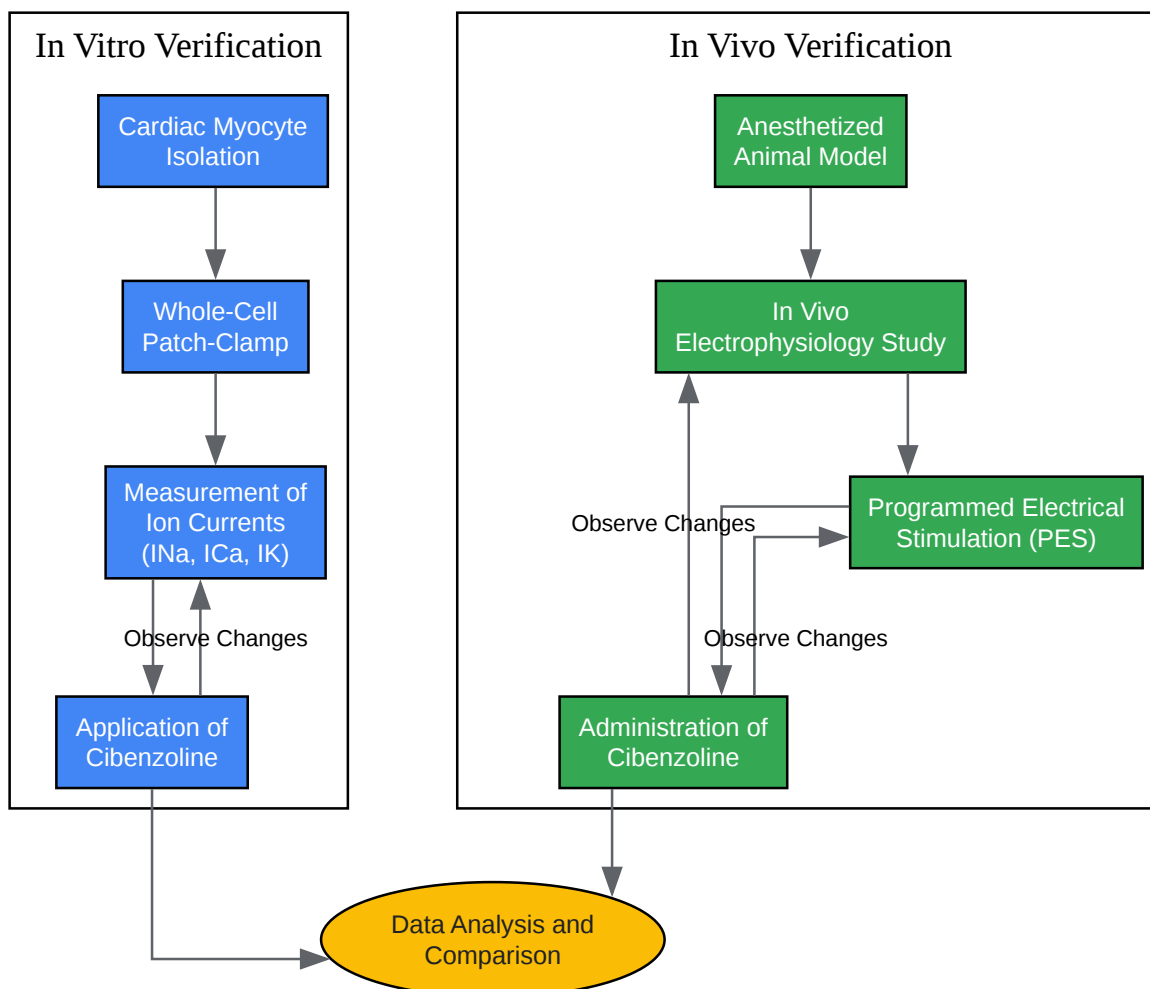 In Vitro Verification
Cardiac Myocyte
Isolation
Whole-Cell
Patch-Clamp
Measurement of
Ion Currents
(INa, ICa, IK)
Observe Changes
Application of
Cibenzoline
In Vivo Verification
Anesthetized
Animal Model
In Vivo
Electrophysiology Study
Programmed Electrical
Stimulation (PES)
Observe Changes
Observe Changes
Administration of
Cibenzoline
Data Analysis and
Comparison